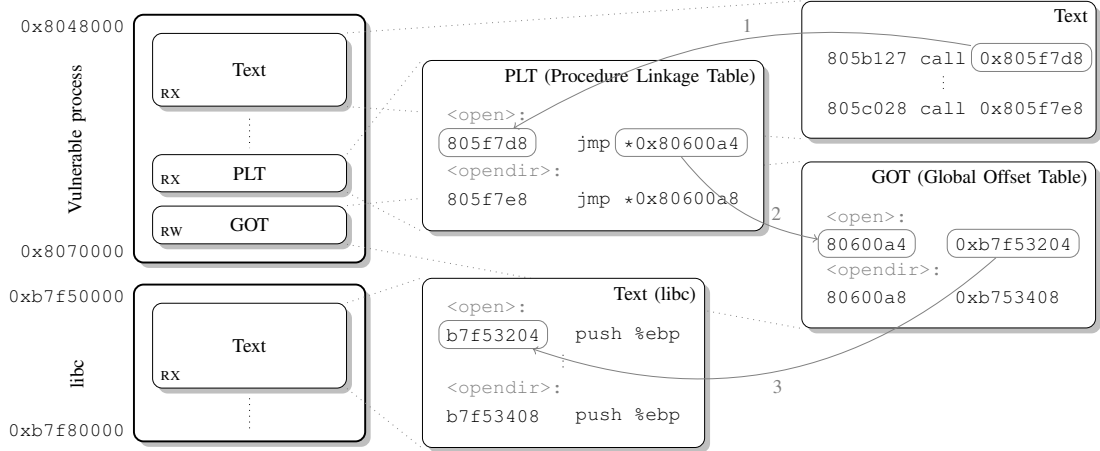 0x8048000
Vulnerable process
0x8070000
Text
RX
PLT
RX
GOT
RW
0xb7f50000
libc
0xb7f80000
Text
RX
PLT (Procedure Linkage Table)
<open>:
805f7d8 jmp *0x80600a4
<opendir>:
805f7e8 jmp *0x80600a8
Text
805b127 call 0x805f7d8
805c028 call 0x805f7e8
GOT (Global Offset Table)
<open>:
80600a4 0xb7f53204
<opendir>:
80600a8 0xb753408
Text (libc)
<open>:
b7f53204 push %ebp
<opendir>:
b7f53408 push %ebp
1
2
3